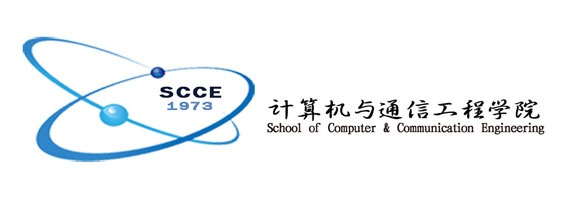 SCCE
1973
计算机与通信工程学院
School of Computer & Communication Engineering